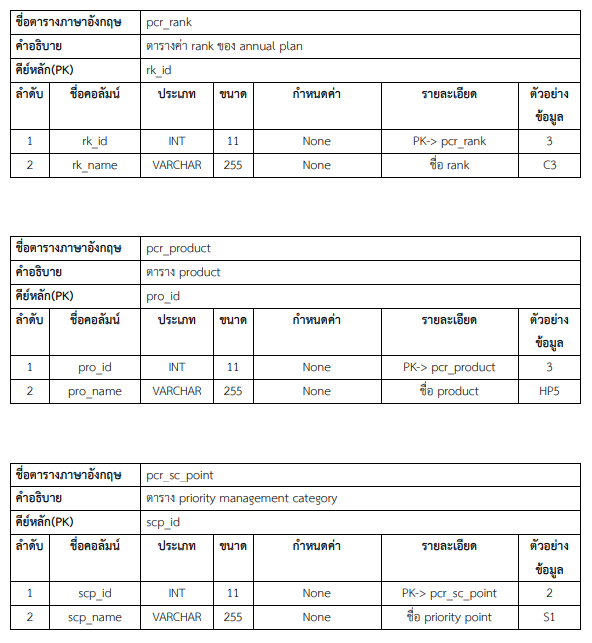 ชื่อตารางภาษาอังกฤษ pcr_rank
คำอธิบาย ตารางค่า rank ของ annual plan
คีย์หลัก(PK) rk_id
ลำดับ ชื่อคอลัมน์ ประเภท ขนาด กำหนดค่า รายละเอียด ตัวอย่าง
ข้อมูล
1 rk_id INT 11 None PK-> pcr_rank 3
2 rk_name VARCHAR 255 None ชื่อ rank C3
ชื่อตารางภาษาอังกฤษ pcr_product
คำอธิบาย ตาราง product
คีย์หลัก(PK) pro_id
ลำดับ ชื่อคอลัมน์ ประเภท ขนาด กำหนดค่า รายละเอียด ตัวอย่าง
ข้อมูล
1 pro_id INT 11 None PK-> pcr_product 3
2 pro_name VARCHAR 255 None ชื่อ product HP5
ชื่อตารางภาษาอังกฤษ pcr_sc_point
คำอธิบาย ตาราง priority management category
คีย์หลัก(PK) scp_id
ลำดับ ชื่อคอลัมน์ ประเภท ขนาด กำหนดค่า รายละเอียด ตัวอย่าง
ข้อมูล
1 scp_id INT 11 None PK-> pcr_sc_point 2
2 scp_name VARCHAR 255 None ชื่อ priority point S1